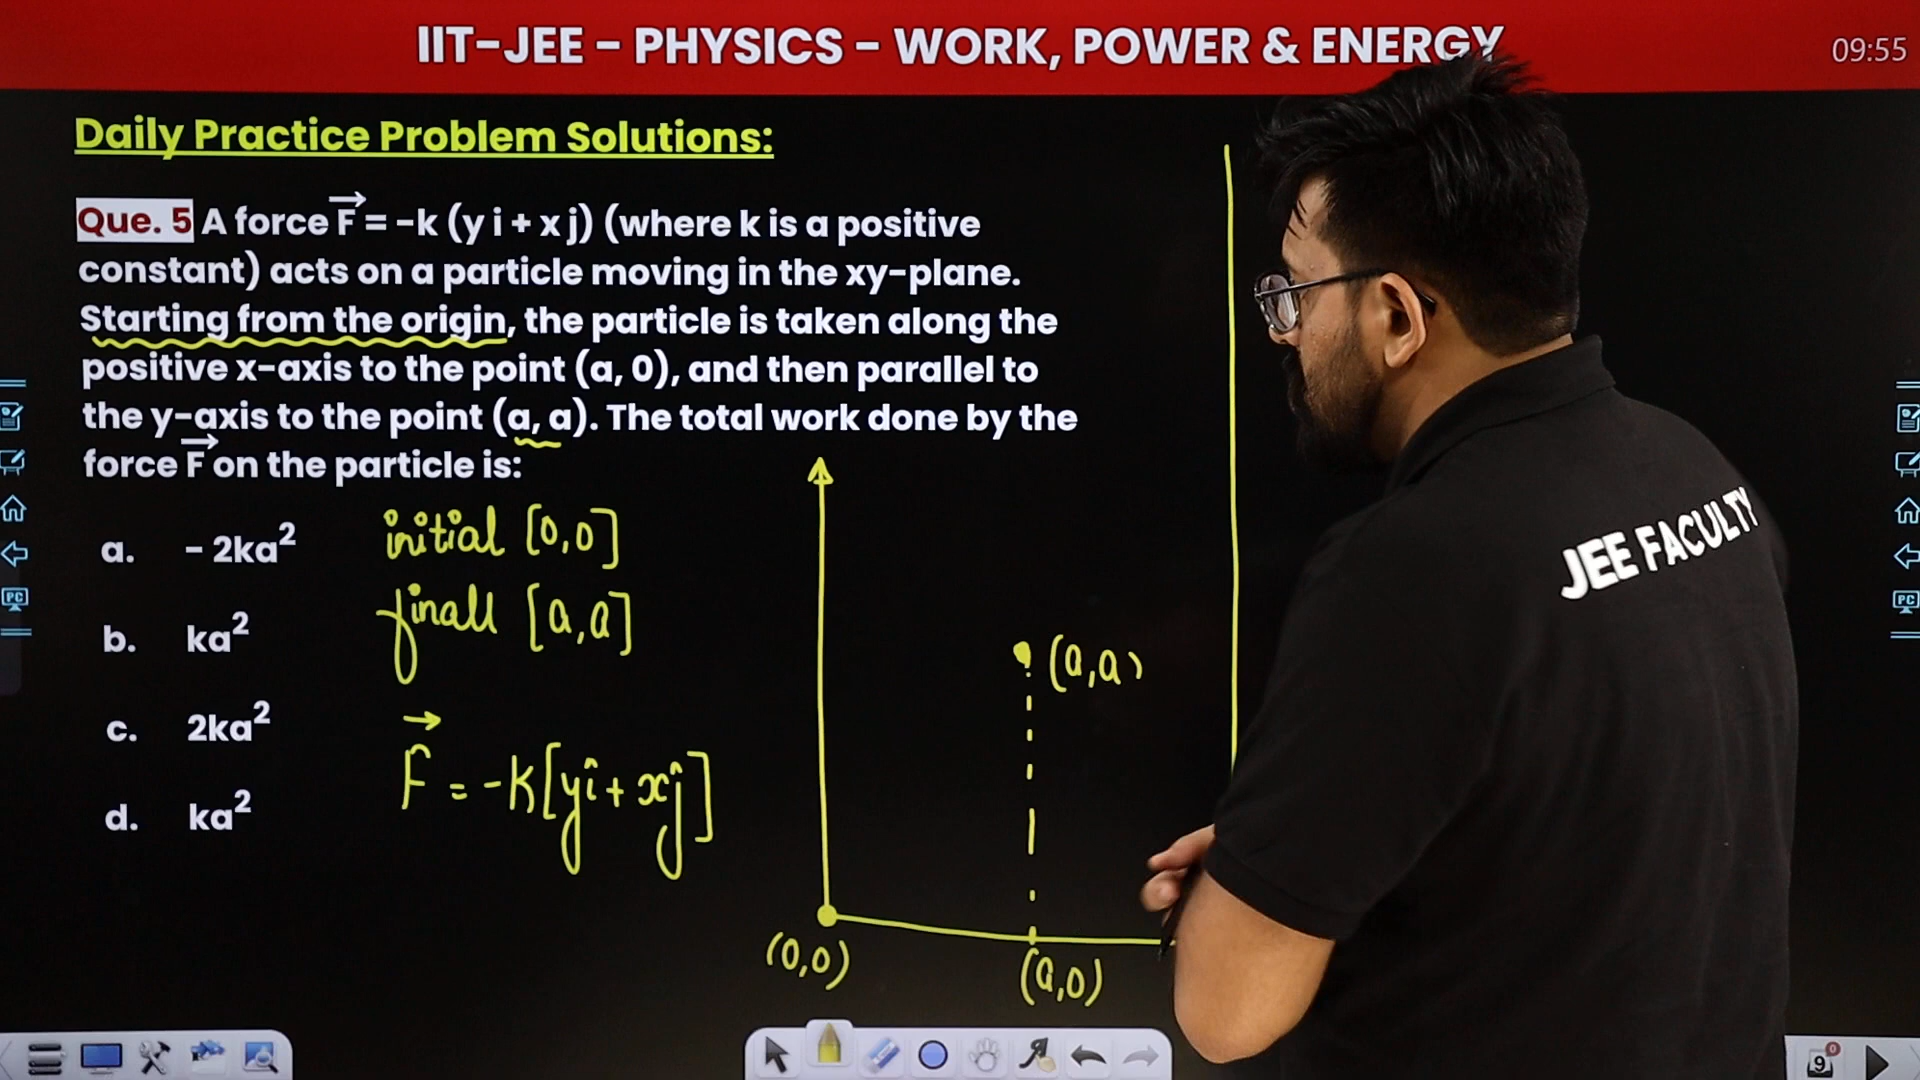 IIT-JEE - PHYSICS - WORK, POWER & ENERGY
09:55
Daily Practice Problem Solutions:
Que. 5 A force F⃗ = -k (y i + x j) (where k is a positive
constant) acts on a particle moving in the xy-plane.
Starting from the origin, the particle is taken along the
positive x-axis to the point (a, 0), and then parallel to
the y-axis to the point (a, a). The total work done by the
force F⃗ on the particle is:
a. - 2ka²
b. ka²
c. 2ka²
d. ka²
initial [0,0]
finall [a,a]
F⃗ = -K[yî + xĵ]
(a,a)
(0,0)
(a,0)
JEE FACULTY
PC
PC
9
0